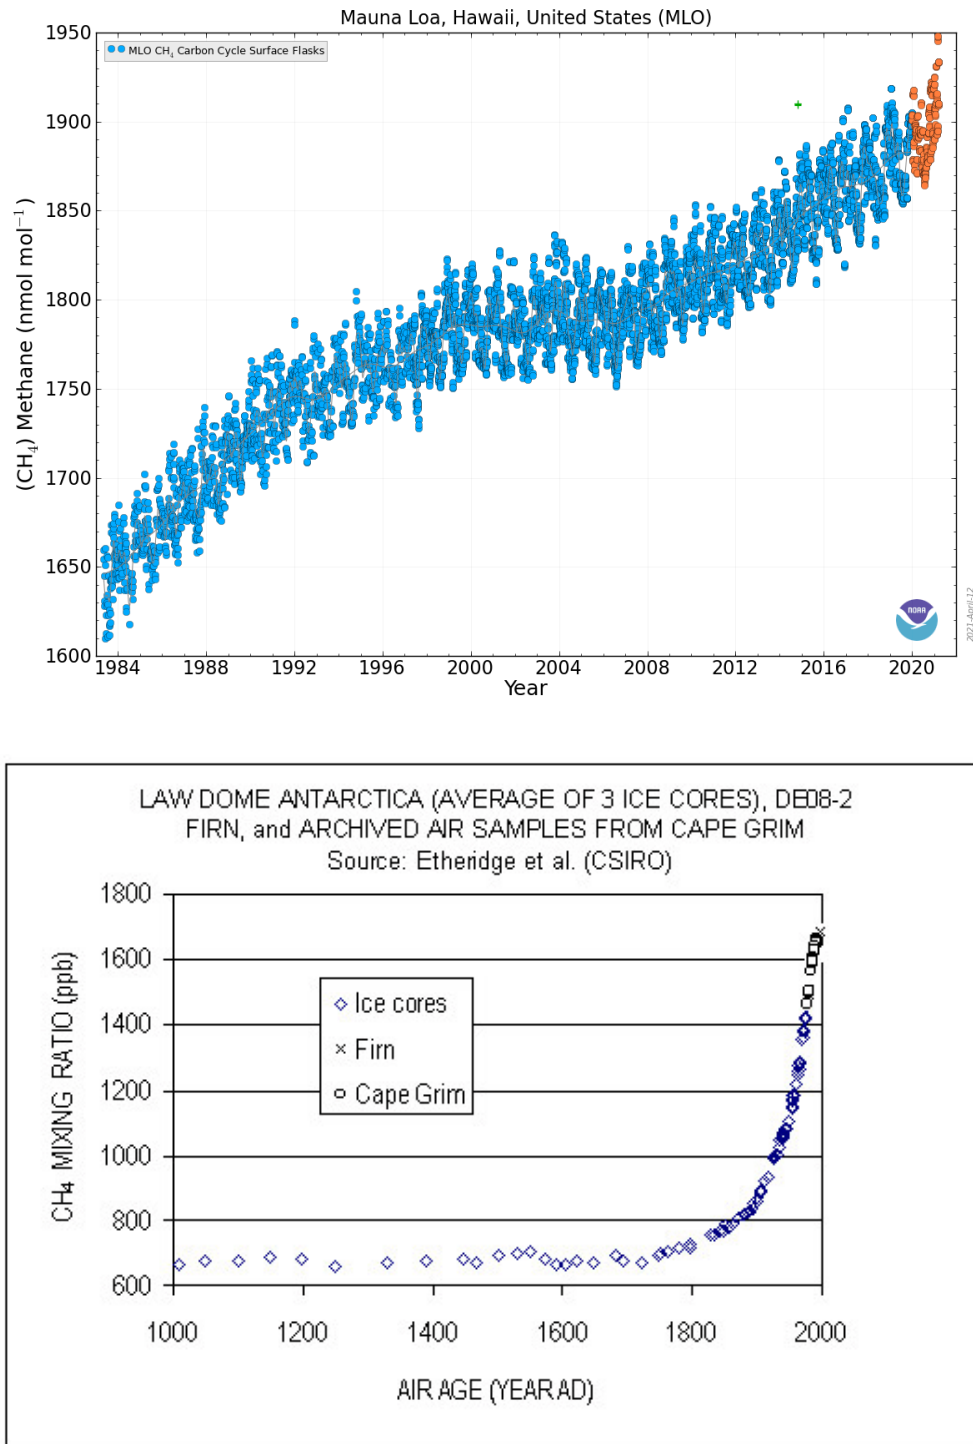 Mauna Loa, Hawaii, United States (MLO)
MLO CH₄ Carbon Cycle Surface Flasks
(CH₄) Methane (nmol mol⁻¹)
1950
1900
1850
1800
1750
1700
1650
1600
1984 1988 1992 1996 2000 2004 2008 2012 2016 2020
Year
NOAA
2021-April-12
LAW DOME ANTARCTICA (AVERAGE OF 3 ICE CORES), DE08-2
FIRN, and ARCHIVED AIR SAMPLES FROM CAPE GRIM
Source: Etheridge et al. (CSIRO)
CH₄ MIXING RATIO (ppb)
1800
1600
1400
1200
1000
800
600
Ice cores
Firn
Cape Grim
1000 1200 1400 1600 1800 2000
AIR AGE (YEAR AD)